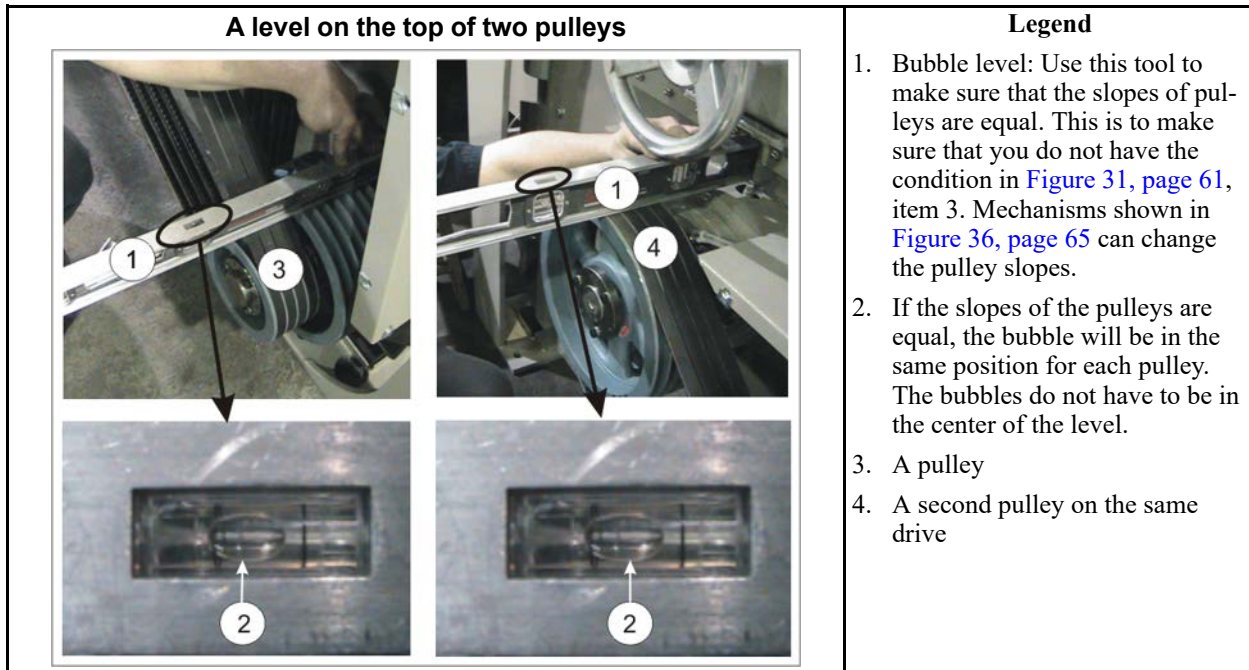 A level on the top of two pulleys
1
3
1
4
2
2
Legend
1. Bubble level: Use this tool to
make sure that the slopes of pul-
leys are equal. This is to make
sure that you do not have the
condition in Figure 31, page 61,
item 3. Mechanisms shown in
Figure 36, page 65 can change
the pulley slopes.
2. If the slopes of the pulleys are
equal, the bubble will be in the
same position for each pulley.
The bubbles do not have to be in
the center of the level.
3. A pulley
4. A second pulley on the same
drive